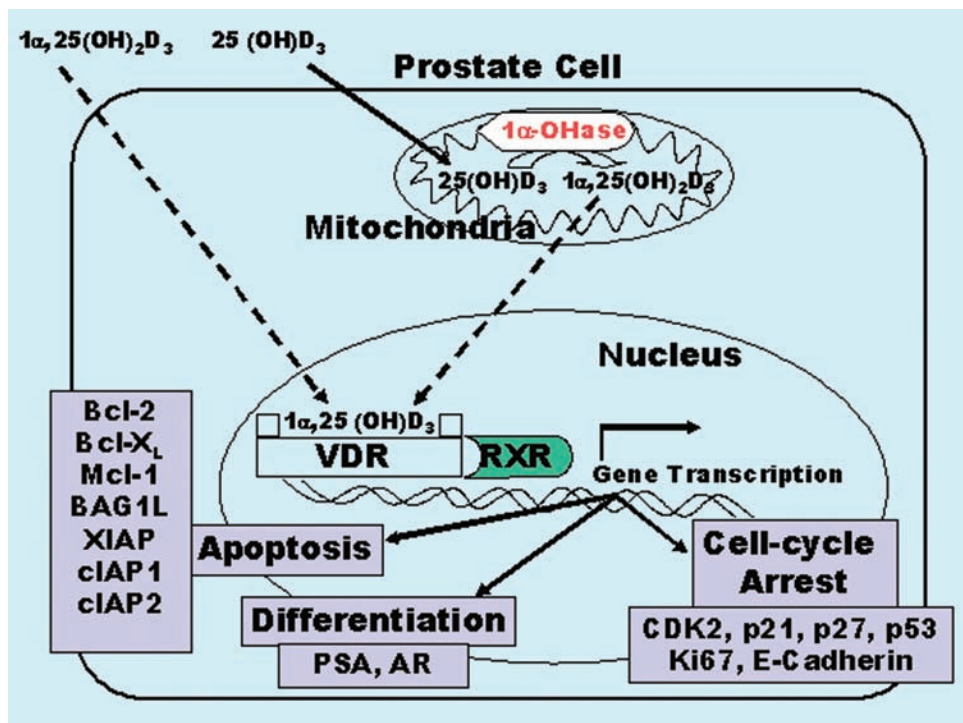 1α,25(OH)₂D₃ 25 (OH)D₃
Prostate Cell
1α-OHase
25(OH)D₃ 1α,25(OH)₂D₃
Mitochondria
Nucleus
1α,25 (OH)D₃
VDR RXR
Gene Transcription
Bcl-2
Bcl-X<sub>L</sub>
Mcl-1
BAG1L
XIAP
cIAP1
cIAP2
Apoptosis
Differentiation
PSA, AR
Cell-cycle
Arrest
CDK2, p21, p27, p53
Ki67, E-Cadherin